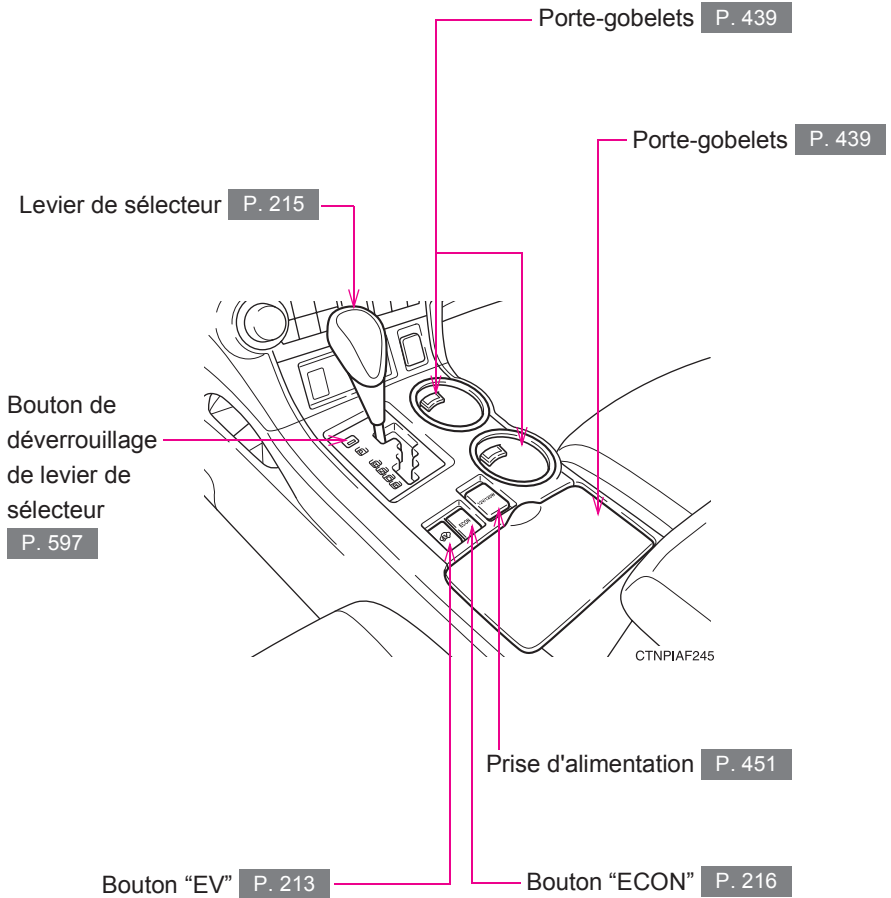 Porte-gobelets P. 439
Porte-gobelets P. 439
Levier de sélecteur P. 215
Bouton de
déverrouillage
de levier de
sélecteur
P. 597
ECON
CTNPIAF245
Prise d'alimentation P. 451
Bouton “EV” P. 213
Bouton “ECON” P. 216